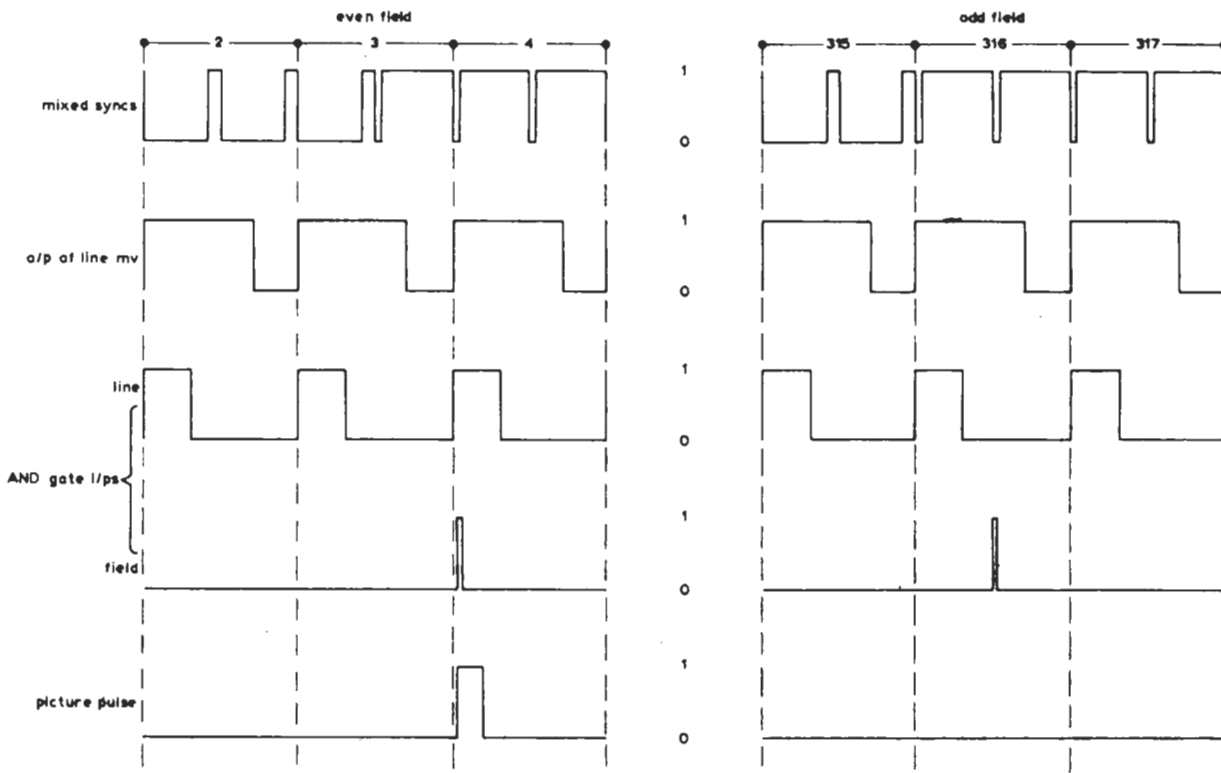 even field
odd field
2 3 4
315 316 317
mixed syncs
1
0
o/p of line mv
1
0
line
1
0
AND gate i/ps
field
1
0
picture pulse
1
0